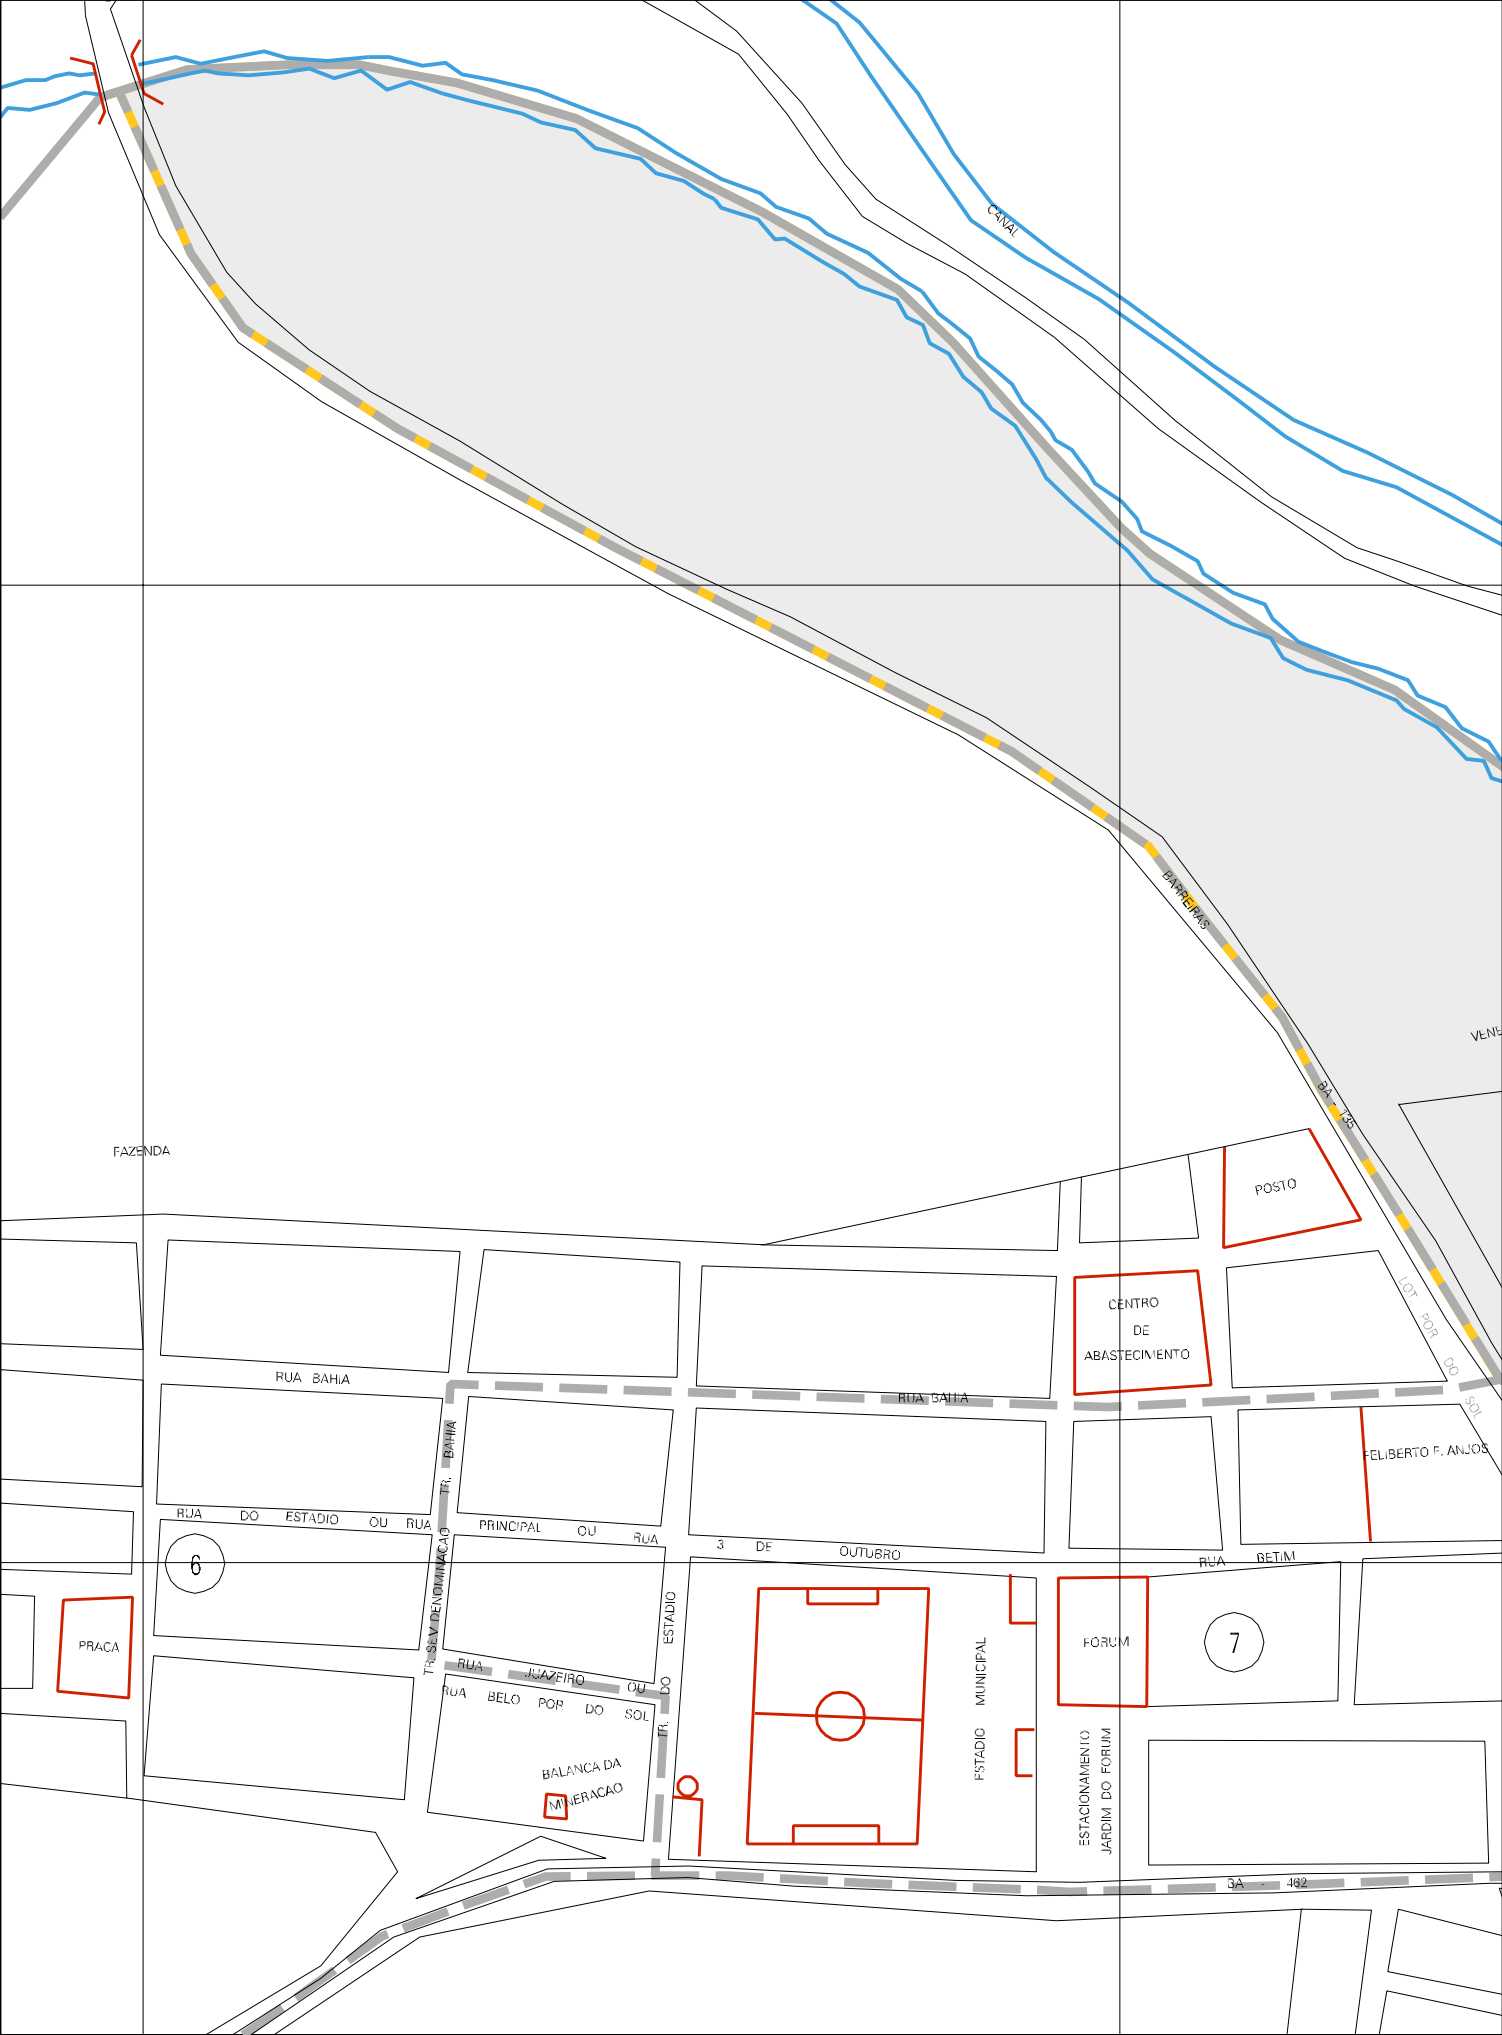 CANAL
BARREIRAS
VENE
BA - 135
FAZENDA
POSTO
LOT POR DO SOL
CENTRO
DE
ABASTECIMENTO
RUA BAHIA
RUA BAHIA
TR. BAHIA
FELIBERTO F. ANJOS
RUA DO ESTADIO OU RUA PRINCIPAL OU RUA 3 DE OUTUBRO
RUA BETIM
6
TR. SEV DENOMINACAO
TR. DO ESTADIO
PRACA
FORUM
7
ESTADIO MUNICIPAL
RUA JUAZEIRO OU
RUA BELO POR DO SOL
BALANCA DA
MINERACAO
ESTACIONAMENTO
JARDIM DO FORUM
BA - 462